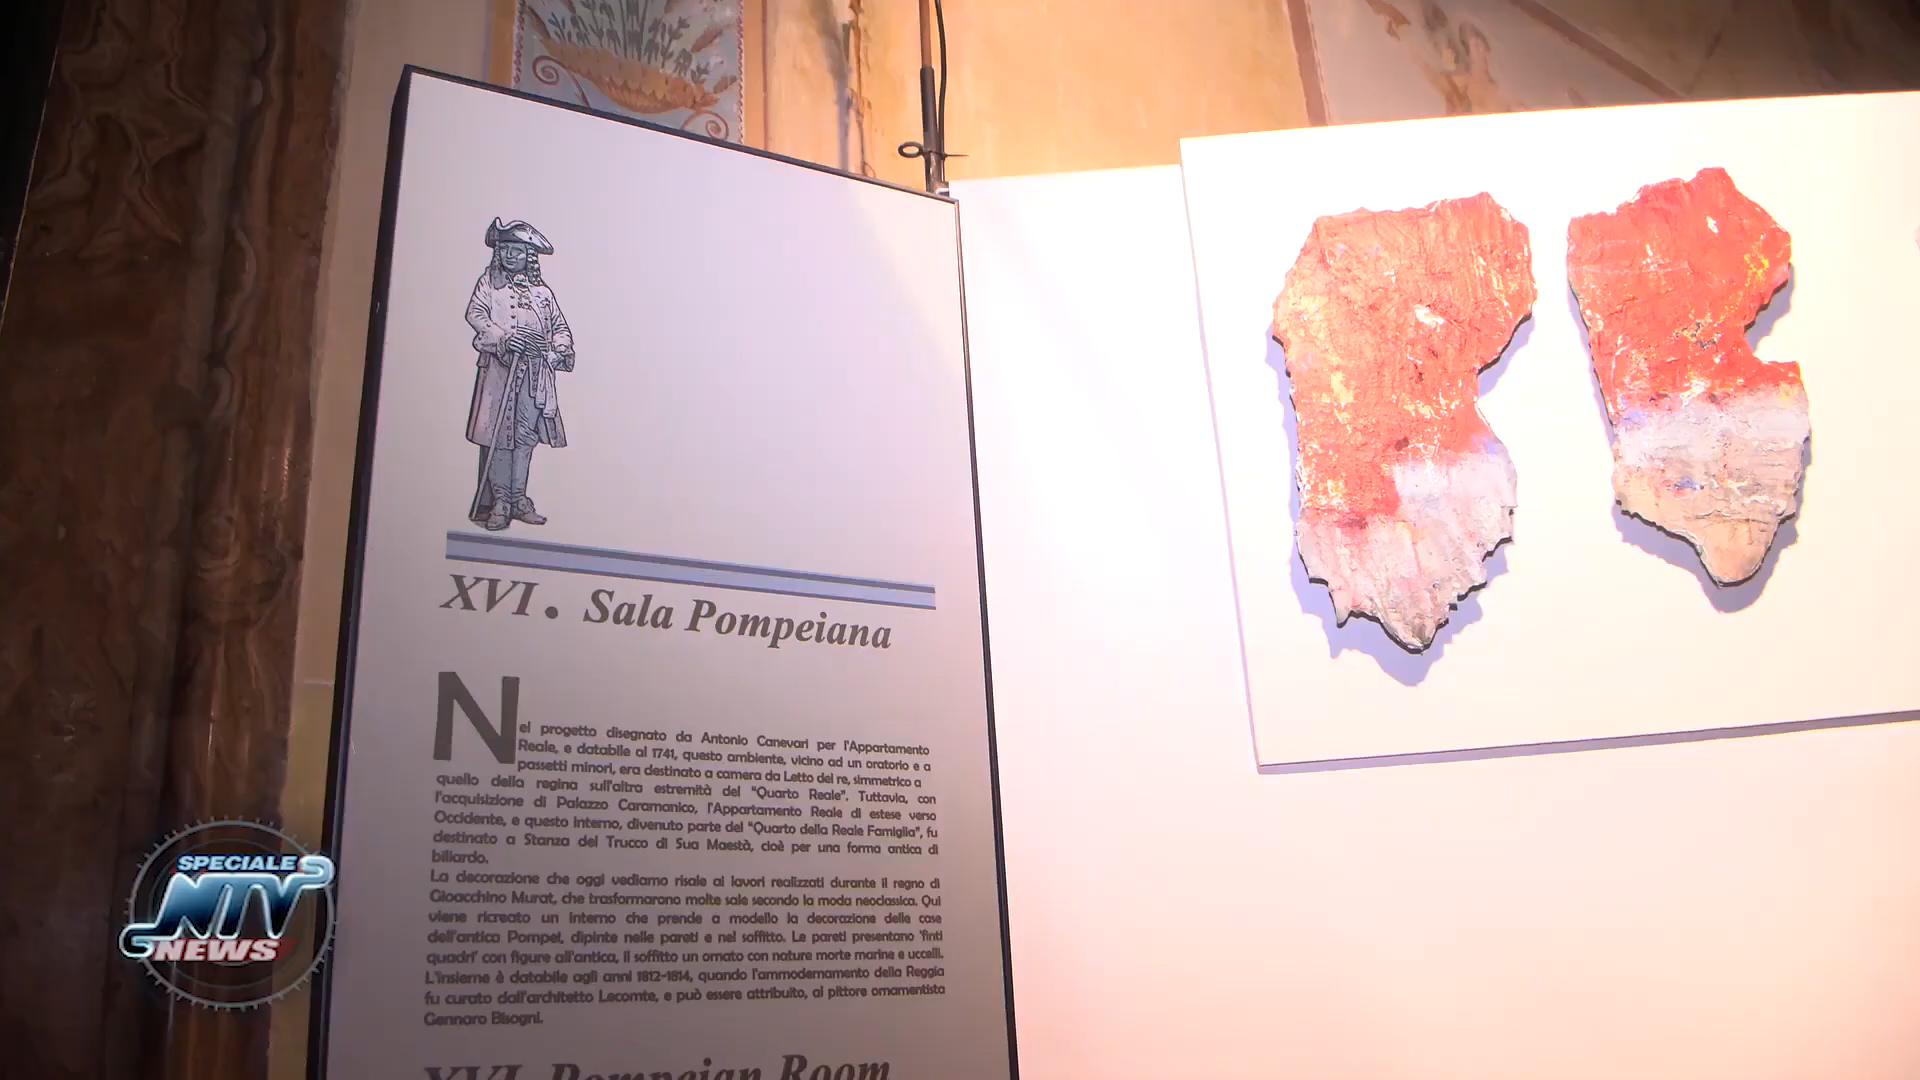 XVI. Sala Pompeiana
Nel progetto disegnato da Antonio Canevari per l'Appartamento
Reale, e databile al 1741, questo ambiente, vicino ad un oratorio e a
passetti minori, era destinato a camera da Letto del re, simmetrico a
quello della regina sull'altra estremità del "Quarto Reale". Tuttavia, con
l'acquisizione di Palazzo Caramanico, l'Appartamento Reale di estese verso
Occidente, e questo interno, divenuto parte del "Quarto della Reale Famiglia", fu
destinato a Stanza del Trucco di Sua Maestà, cioè per una forma antica di
biliardo.
La decorazione che oggi vediamo risale ai lavori realizzati durante il regno di
Gioacchino Murat, che trasformarono molte sale secondo la moda neoclassica. Qui
viene ricreato un interno che prende a modello la decorazione delle case
dell'antica Pompei, dipinte nelle pareti e nel soffitto. Le pareti presentano 'finti
quadri' con figure all'antica, il soffitto un ornato con nature morte marine e uccelli.
L'insieme è databile agli anni 1812-1814, quando l'ammodernamento della Reggia
fu curato dall'architetto Lecomte, e può essere attribuito, al pittore ornamentista
Gennaro Bisogni.
XVI Pompeian Room
SPECIALE
NTV
NEWS